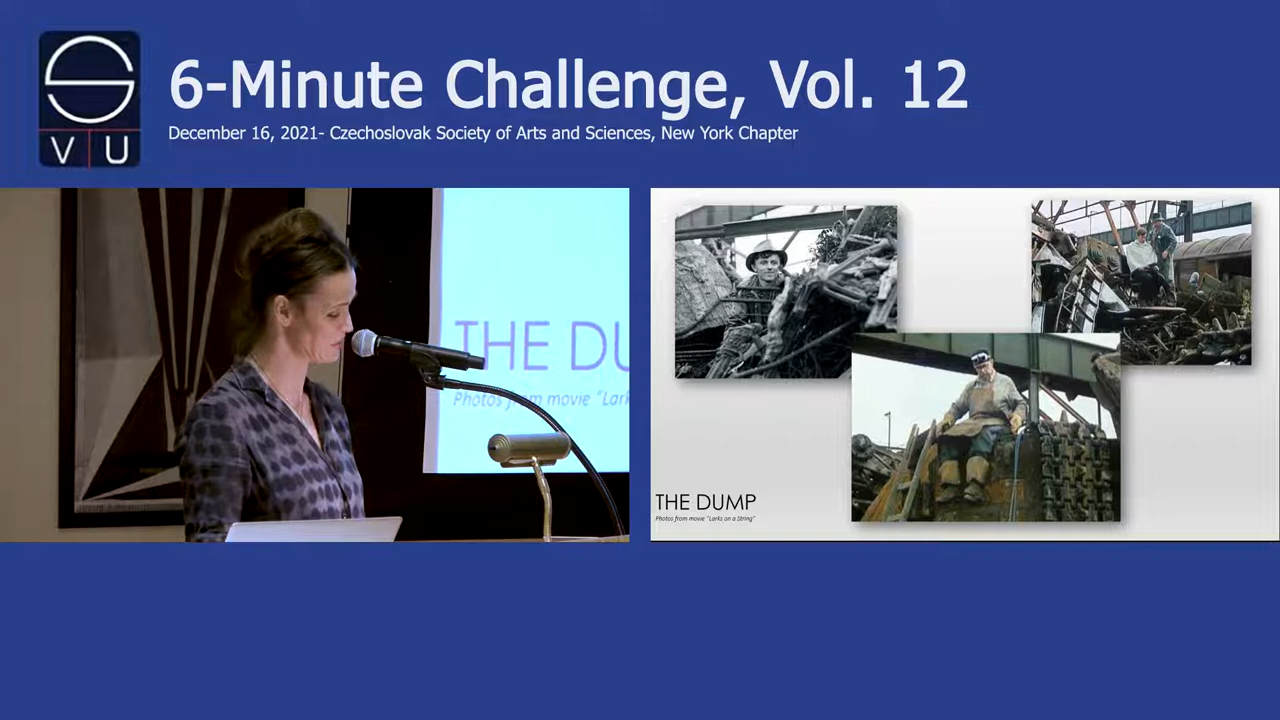 S
V U
6-Minute Challenge, Vol. 12
December 16, 2021- Czechoslovak Society of Arts and Sciences, New York Chapter
THE DU
Photos from movie "Lark
THE DUMP
Photos from movie "Larks on a String"